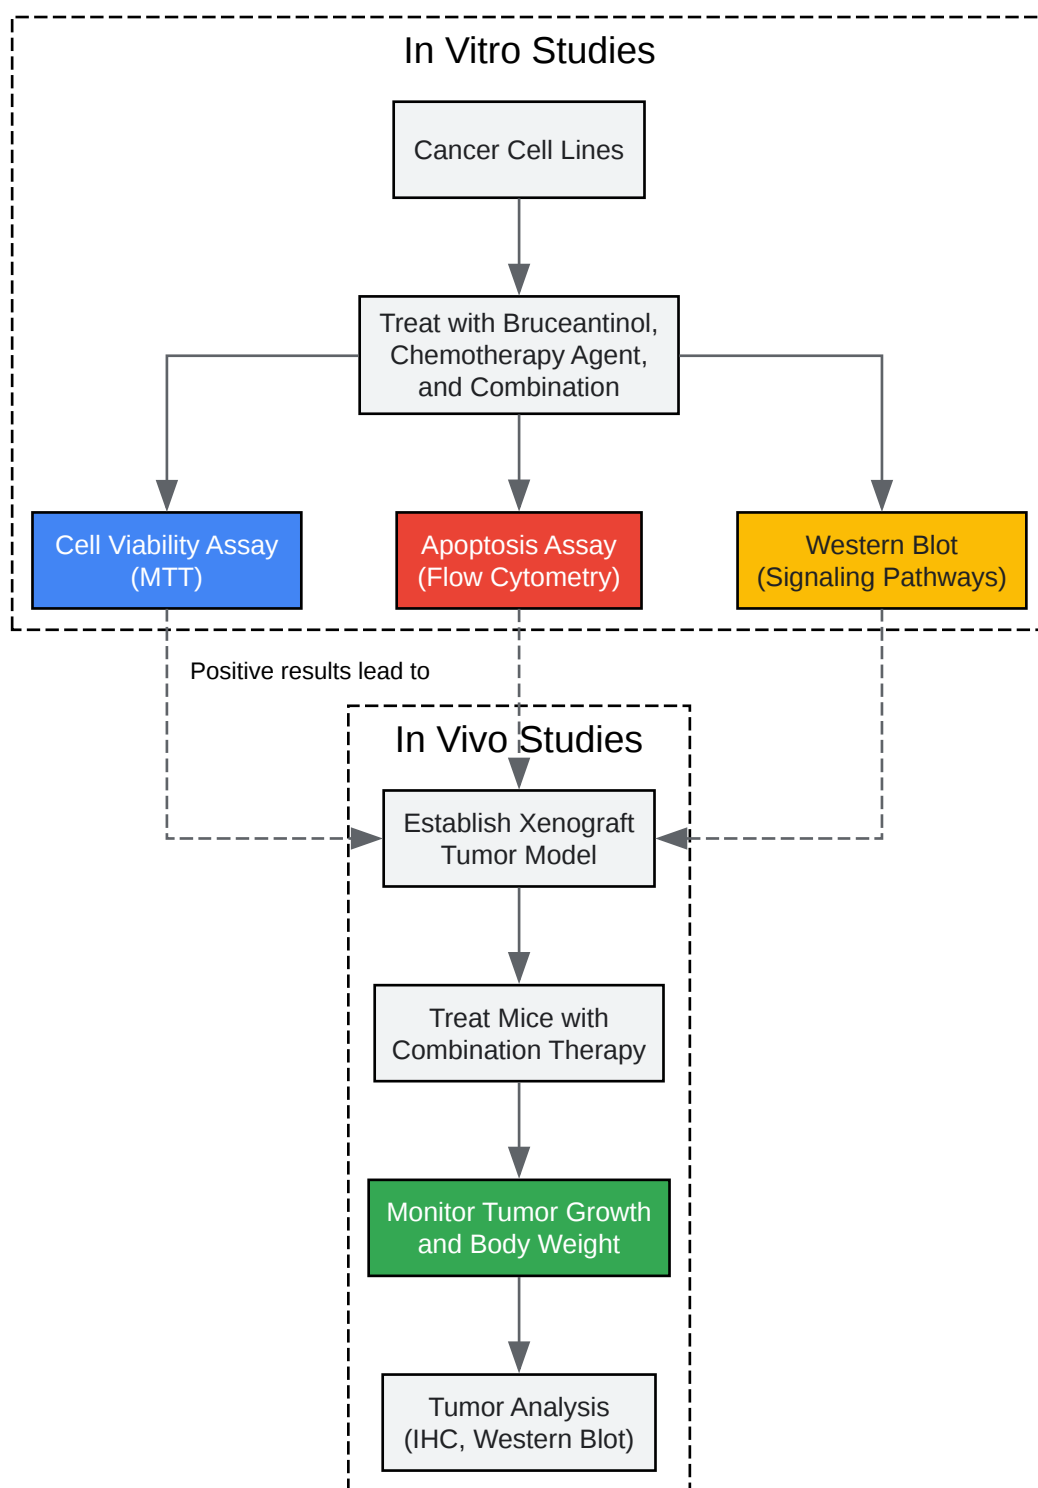 In Vitro Studies
Cancer Cell Lines
Treat with Bruceantinol,
Chemotherapy Agent,
and Combination
Cell Viability Assay
(MTT)
Apoptosis Assay
(Flow Cytometry)
Western Blot
(Signaling Pathways)
Positive results lead to
In Vivo Studies
Establish Xenograft
Tumor Model
Treat Mice with
Combination Therapy
Monitor Tumor Growth
and Body Weight
Tumor Analysis
(IHC, Western Blot)